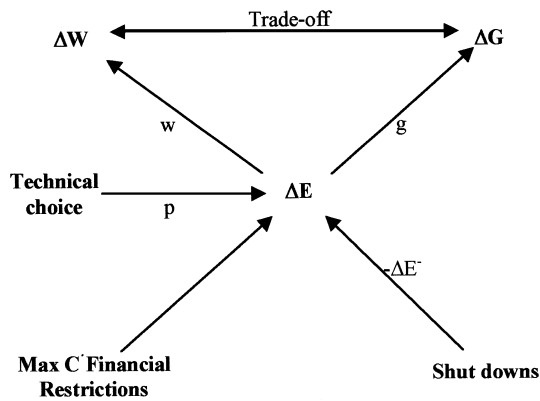 Trade-off
ΔW
ΔG
w
g
Technical
choice
p
ΔE
-ΔE⁻
Max C˙Financial
Restrictions
Shut downs